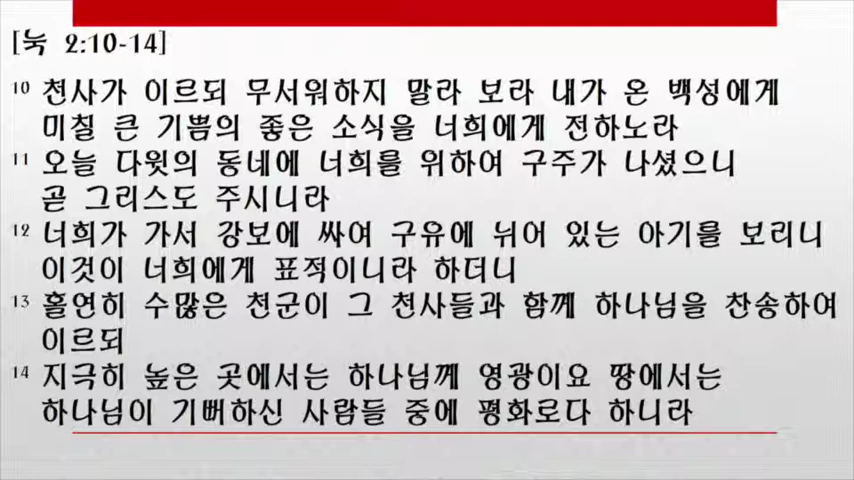 [눅 2:10-14]
10 천사가 이르되 무서워하지 말라 보라 내가 온 백성에게
미칠 큰 기쁨의 좋은 소식을 너희에게 전하노라
11 오늘 다윗의 동네에 너희를 위하여 구주가 나셨으니
곧 그리스도 주시니라
12 너희가 가서 강보에 싸여 구유에 뉘어 있는 아기를 보리니
이것이 너희에게 표적이니라 하더니
13 홀연히 수많은 천군이 그 천사들과 함께 하나님을 찬송하여
이르되
14 지극히 높은 곳에서는 하나님께 영광이요 땅에서는
하나님이 기뻐하신 사람들 중에 평화로다 하니라